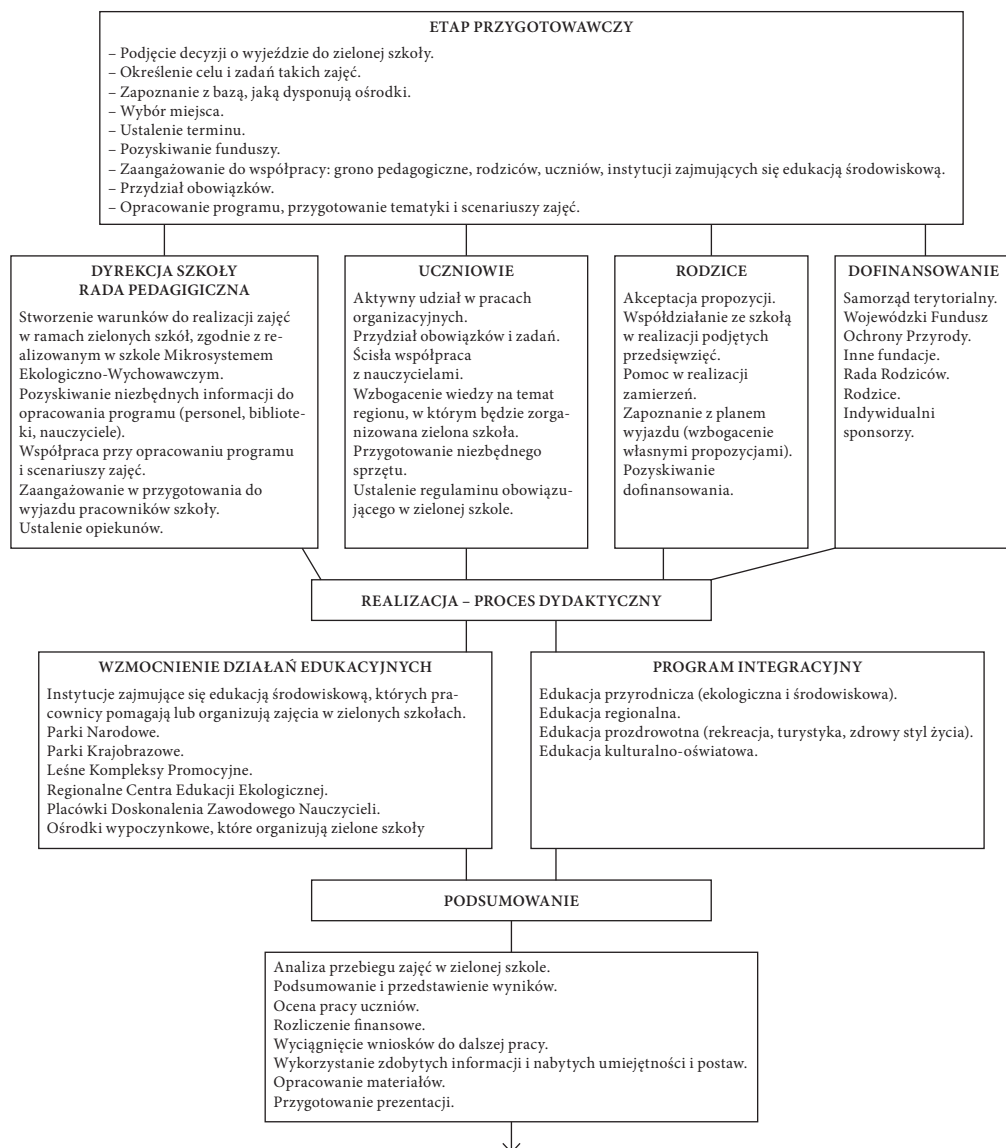 ETAP PRZYGOTOWAWCZY
– Podjęcie decyzji o wyjeździe do zielonej szkoły.
– Określenie celu i zadań takich zajęć.
– Zapoznanie z bazą, jaką dysponują ośrodki.
– Wybór miejsca.
– Ustalenie terminu.
– Pozyskiwanie funduszy.
– Zaangażowanie do współpracy: grono pedagogiczne, rodziców, uczniów, instytucji zajmujących się edukacją środowiskową.
– Przydział obowiązków.
– Opracowanie programu, przygotowanie tematyki i scenariuszy zajęć.
DYREKCJA SZKOŁY
RADA PEDAGIGICZNA
Stworzenie warunków do realizacji zajęć
w ramach zielonych szkół, zgodnie z re-
alizowanym w szkole Mikrosystemem
Ekologiczno-Wychowawczym.
Pozyskiwanie niezbędnych informacji do
opracowania programu (personel, bibliote-
ki, nauczyciele).
Współpraca przy opracowaniu programu
i scenariuszy zajęć.
Zaangażowanie w przygotowania do
wyjazdu pracowników szkoły.
Ustalenie opiekunów.
UCZNIOWIE
Aktywny udział w pracach
organizacyjnych.
Przydział obowiązków i zadań.
Ścisła współpraca
z nauczycielami.
Wzbogacenie wiedzy na temat
regionu, w którym będzie zorga-
nizowana zielona szkoła.
Przygotowanie niezbędnego
sprzętu.
Ustalenie regulaminu obowiązu-
jącego w zielonej szkole.
RODZICE
Akceptacja propozycji.
Współdziałanie ze szkołą
w realizacji podjętych
przedsięwzięć.
Pomoc w realizacji
zamierzeń.
Zapoznanie z planem
wyjazdu (wzbogacenie
własnymi propozycjami).
Pozyskiwanie
dofinansowania.
DOFINANSOWANIE
Samorząd terytorialny.
Wojewódzki Fundusz
Ochrony Przyrody.
Inne fundacje.
Rada Rodziców.
Rodzice.
Indywidualni
sponsorzy.
REALIZACJA – PROCES DYDAKTYCZNY
WZMOCNIENIE DZIAŁAŃ EDUKACYJNYCH
Instytucje zajmujące się edukacją środowiskową, których pra-
cownicy pomagają lub organizują zajęcia w zielonych szkołach.
Parki Narodowe.
Parki Krajobrazowe.
Leśne Kompleksy Promocyjne.
Regionalne Centra Edukacji Ekologicznej.
Placówki Doskonalenia Zawodowego Nauczycieli.
Ośrodki wypoczynkowe, które organizują zielone szkoły
PROGRAM INTEGRACYJNY
Edukacja przyrodnicza (ekologiczna i środowiskowa).
Edukacja regionalna.
Edukacja prozdrowotna (rekreacja, turystyka, zdrowy styl życia).
Edukacja kulturalno-oświatowa.
PODSUMOWANIE
Analiza przebiegu zajęć w zielonej szkole.
Podsumowanie i przedstawienie wyników.
Ocena pracy uczniów.
Rozliczenie finansowe.
Wyciągnięcie wniosków do dalszej pracy.
Wykorzystanie zdobytych informacji i nabytych umiejętności i postaw.
Opracowanie materiałów.
Przygotowanie prezentacji.